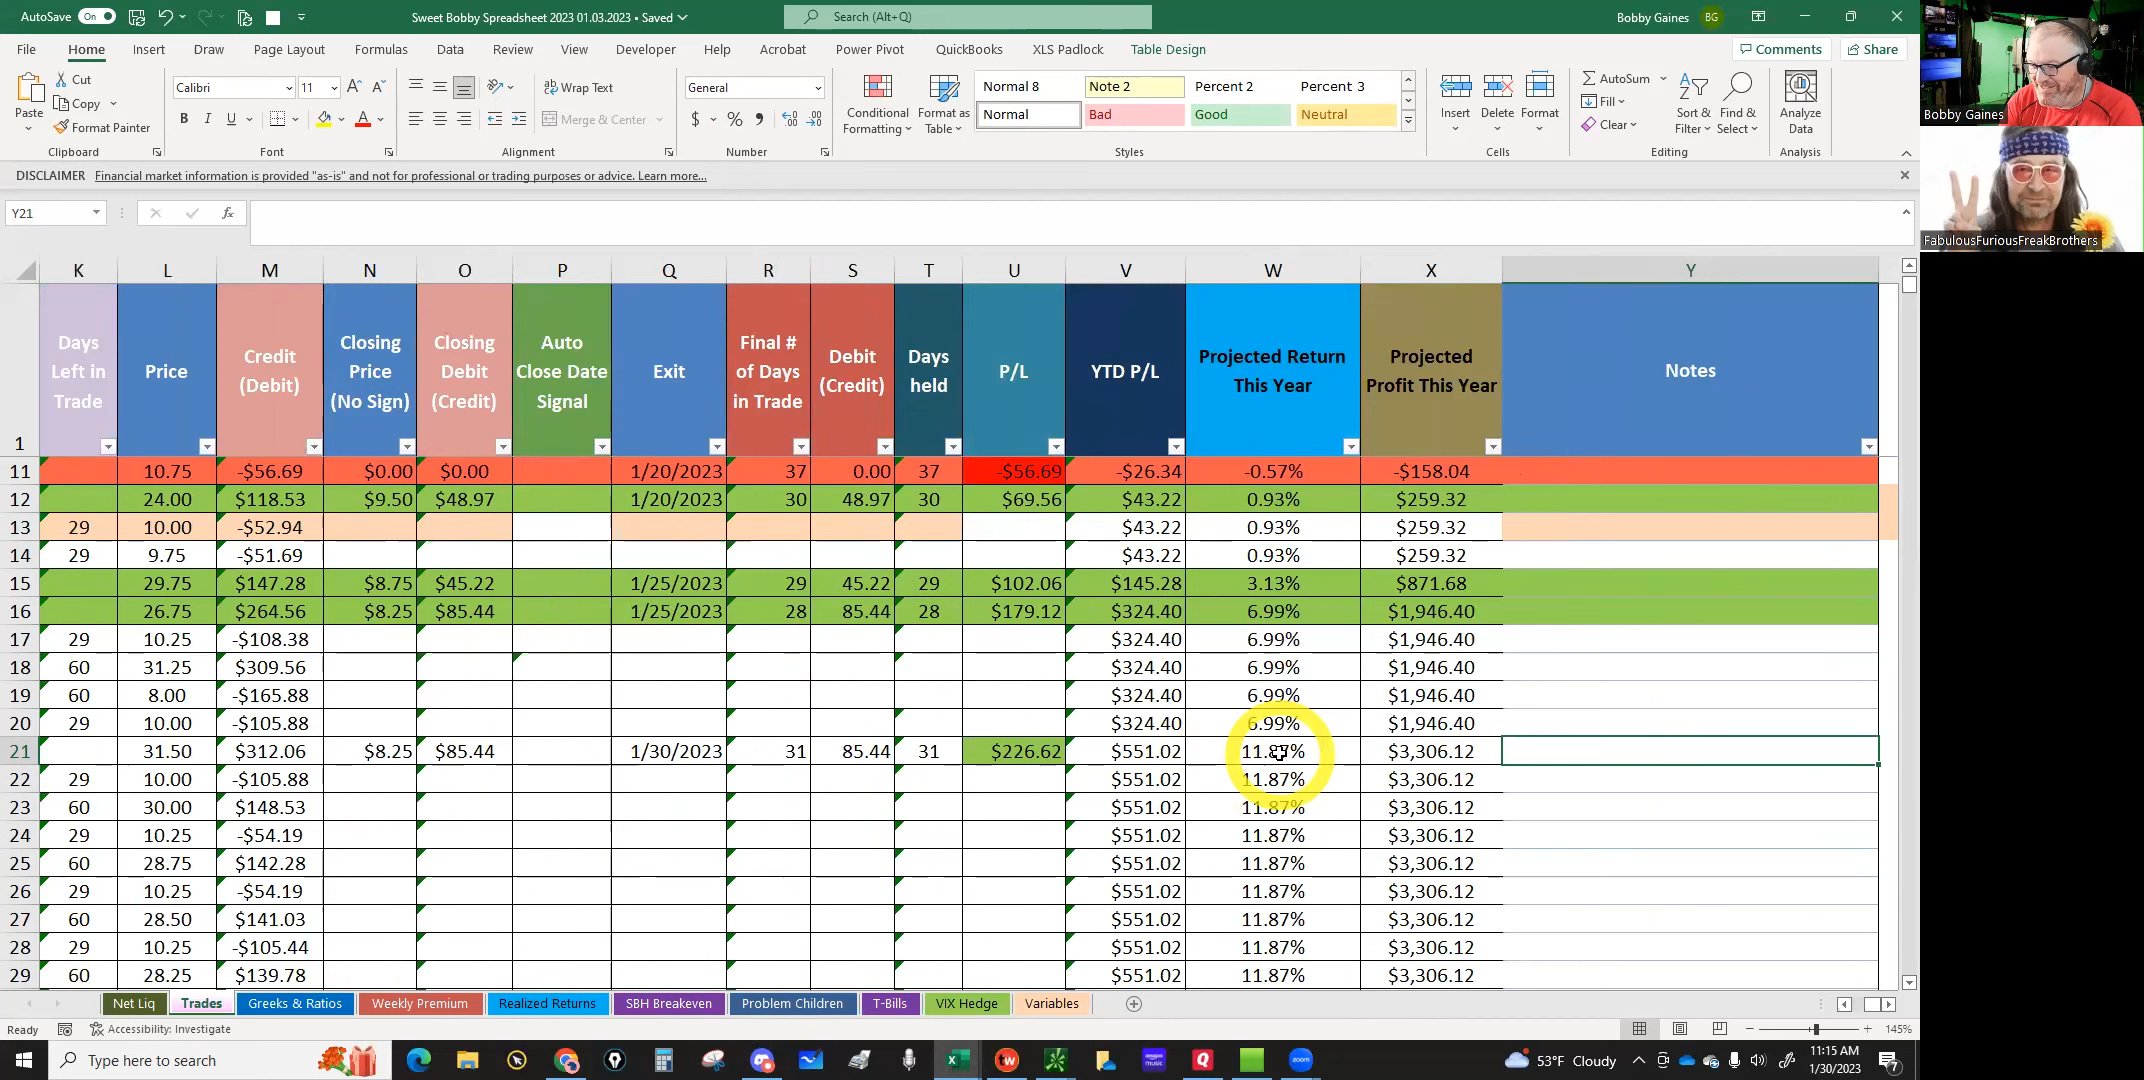 AutoSave On Sweet Bobby Spreadsheet 2023 01.03.2023 • Saved Search (Alt+Q) Bobby Gaines BG
File Home Insert Draw Page Layout Formulas Data Review View Developer Help Acrobat Power Pivot QuickBooks XLS Padlock Table Design Comments Share
Paste Cut Copy Format Painter Calibri 11 Wrap Text Merge & Center General Conditional Formatting Format as Table Normal 8 Note 2 Percent 2 Percent 3 Normal Bad Good Neutral Insert Delete Format AutoSum Fill Clear Sort & Filter Find & Select Analyze Data
Clipboard Font Alignment Number Styles Cells Editing Analysis
DISCLAIMER Financial market information is provided "as-is" and not for professional or trading purposes or advice. Learn more...
Y21 fx
K L M N O P Q R S T U V W X Y
1 Days Left in Trade Price Credit (Debit) Closing Price (No Sign) Closing Debit (Credit) Auto Close Date Signal Exit Final # of Days in Trade Debit (Credit) Days held P/L YTD P/L Projected Return This Year Projected Profit This Year Notes
11 10.75 -$56.69 $0.00 $0.00 1/20/2023 37 0.00 37 -$56.69 -$26.34 -0.57% -$158.04
12 24.00 $118.53 $9.50 $48.97 1/20/2023 30 48.97 30 $69.56 $43.22 0.93% $259.32
13 29 10.00 -$52.94 $43.22 0.93% $259.32
14 29 9.75 -$51.69 $43.22 0.93% $259.32
15 29.75 $147.28 $8.75 $45.22 1/25/2023 29 45.22 29 $102.06 $145.28 3.13% $871.68
16 26.75 $264.56 $8.25 $85.44 1/25/2023 28 85.44 28 $179.12 $324.40 6.99% $1,946.40
17 29 10.25 -$108.38 $324.40 6.99% $1,946.40
18 60 31.25 $309.56 $324.40 6.99% $1,946.40
19 60 8.00 -$165.88 $324.40 6.99% $1,946.40
20 29 10.00 -$105.88 $324.40 6.99% $1,946.40
21 31.50 $312.06 $8.25 $85.44 1/30/2023 31 85.44 31 $226.62 $551.02 11.87% $3,306.12
22 29 10.00 -$105.88 $551.02 11.87% $3,306.12
23 60 30.00 $148.53 $551.02 11.87% $3,306.12
24 29 10.25 -$54.19 $551.02 11.87% $3,306.12
25 60 28.75 $142.28 $551.02 11.87% $3,306.12
26 29 10.25 -$54.19 $551.02 11.87% $3,306.12
27 60 28.50 $141.03 $551.02 11.87% $3,306.12
28 29 10.25 -$105.44 $551.02 11.87% $3,306.12
29 60 28.25 $139.78 $551.02 11.87% $3,306.12
Net Liq Trades Greeks & Ratios Weekly Premium Realized Returns SBH Breakeven Problem Children T-Bills VIX Hedge Variables
Ready Accessibility: Investigate 145%
Type here to search 53°F Cloudy 11:15 AM
1/30/2023
Bobby Gaines
FabulousFuriousFreakBrothers